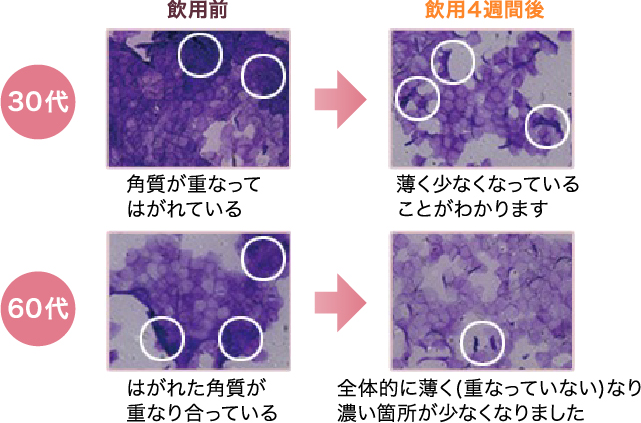 飲用前
飲用4週間後
30代
角質が重なって
はがれている
薄く少なくなっている
ことがわかります
60代
はがれた角質が
重なり合っている
全体的に薄く(重なっていない)なり
濃い箇所が少なくなりました